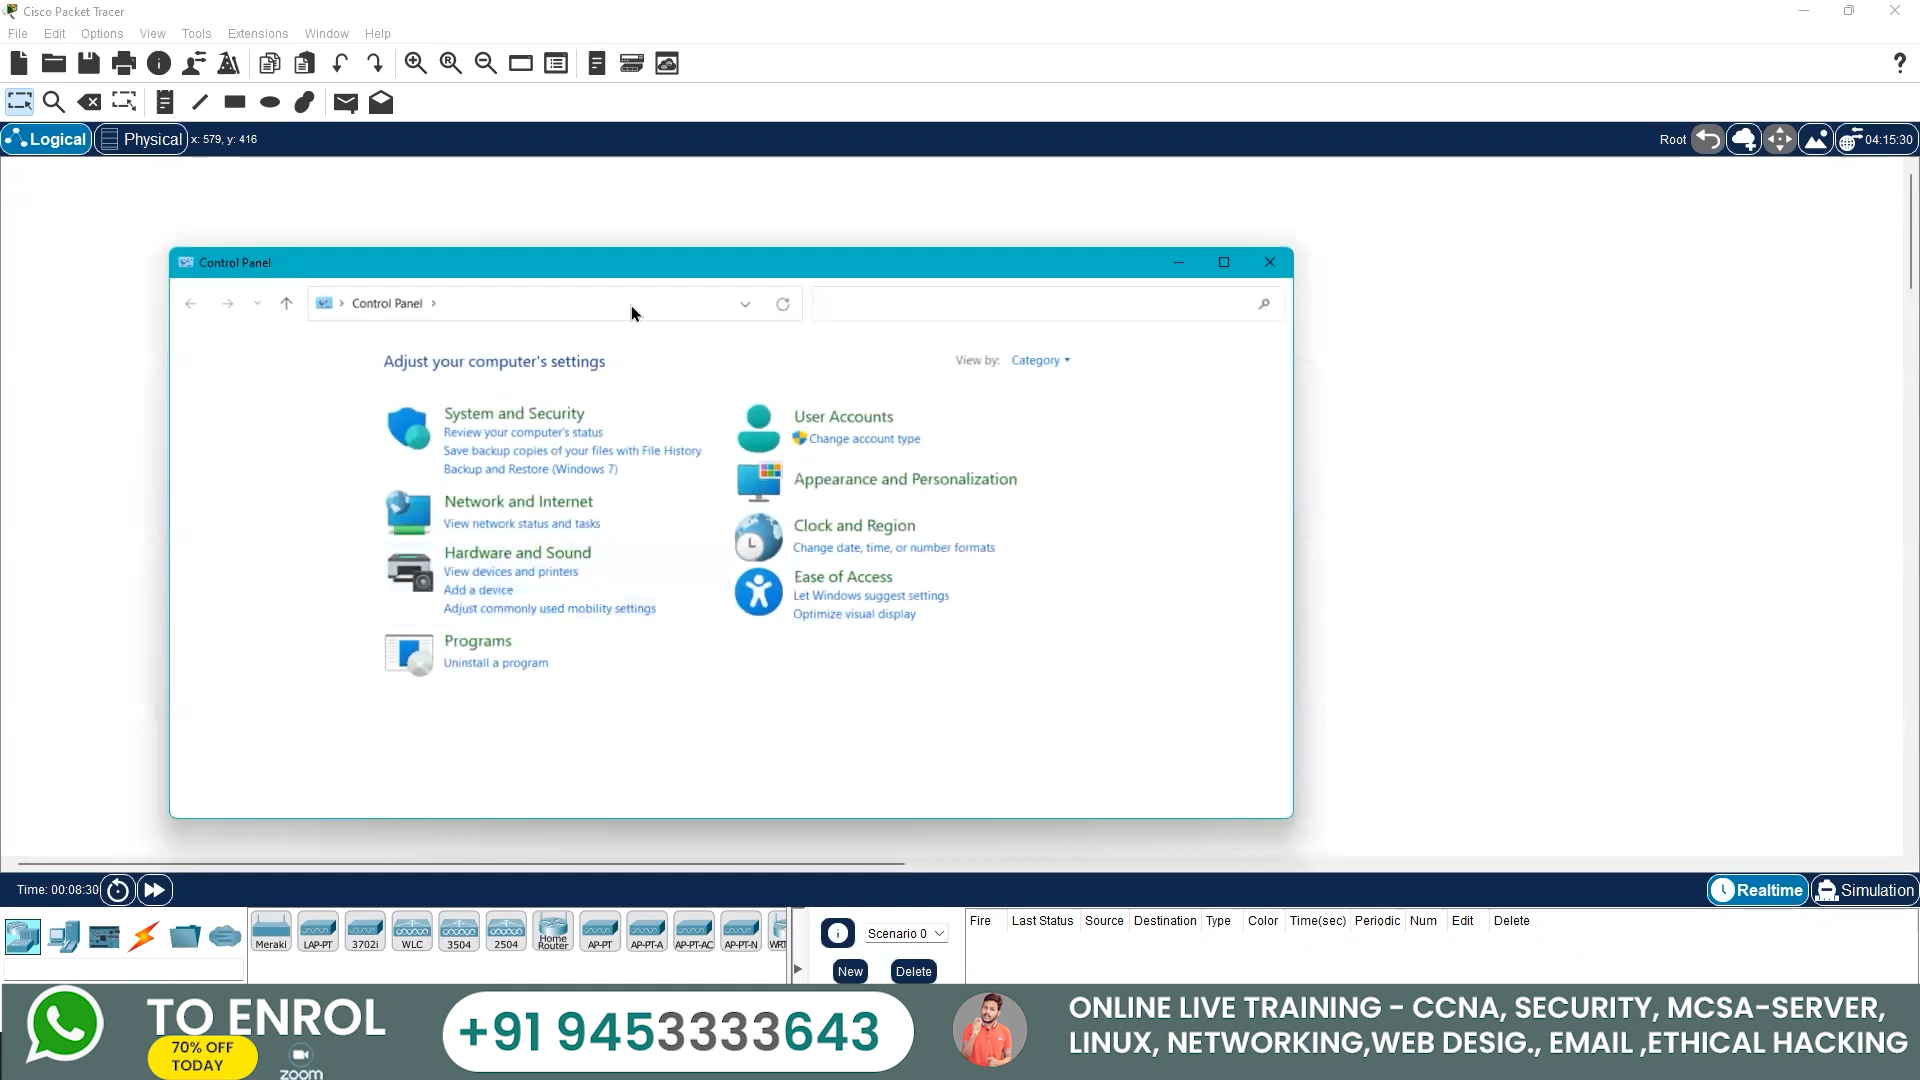 Cisco Packet Tracer
File Edit Options View Tools Extensions Window Help
Logical Physical x: 579, y: 416 Root 04:15:30
Control Panel
Control Panel
Adjust your computer's settings
View by: Category
System and Security
Review your computer's status
Save backup copies of your files with File History
Backup and Restore (Windows 7)
Network and Internet
View network status and tasks
Hardware and Sound
View devices and printers
Add a device
Adjust commonly used mobility settings
Programs
Uninstall a program
User Accounts
Change account type
Appearance and Personalization
Clock and Region
Change date, time, or number formats
Ease of Access
Let Windows suggest settings
Optimize visual display
Time: 00:08:30 Realtime Simulation
Meraki LAP-PT 3702i WLC 3504 2504 Home Router AP-PT AP-PT-A AP-PT-AC AP-PT-N WRT
Scenario 0
New Delete
Fire Last Status Source Destination Type Color Time(sec) Periodic Num Edit Delete
TO ENROL
70% OFF
TODAY
zoom
+91 9453333643
ONLINE LIVE TRAINING - CCNA, SECURITY, MCSA-SERVER,
LINUX, NETWORKING,WEB DESIG., EMAIL ,ETHICAL HACKING